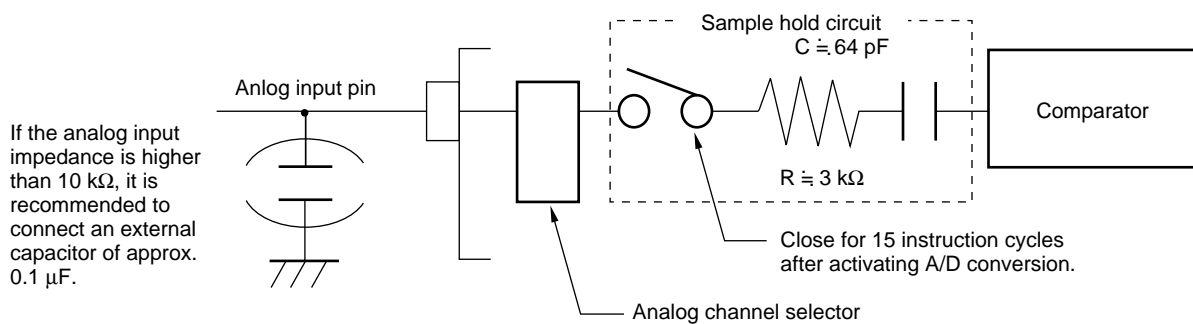 Sample hold circuit
C ≒ 64 pF
Anlog input pin
Comparator
If the analog input
impedance is higher
than 10 kΩ, it is
recommended to
connect an external
capacitor of approx.
0.1 μF.
R ≒ 3 kΩ
Close for 15 instruction cycles
after activating A/D conversion.
Analog channel selector